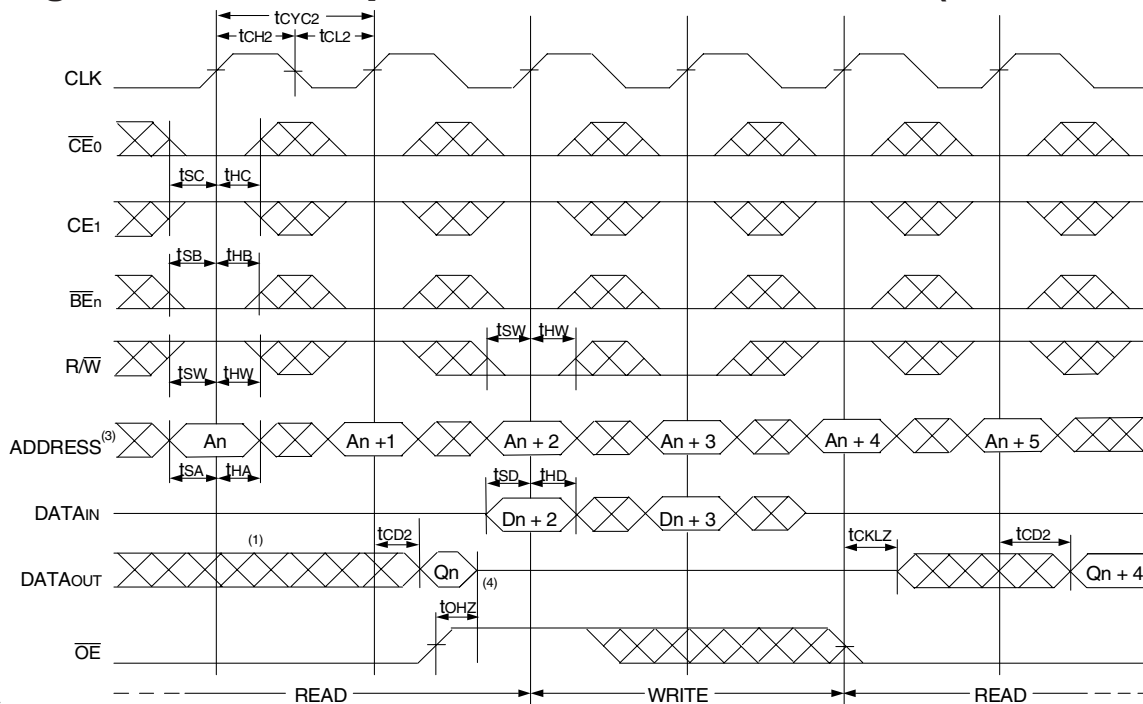 tCYC2
tCH2 tCL2
CLK
CE0
tSC tHC
CE1
tSB tHB
BEn
tSW tHW
R/W
tSW tHW
ADDRESS(3) An An +1 An + 2 An + 3 An + 4 An + 5
tSA tHA tSD tHD
DATAIN Dn + 2 Dn + 3
(1) tCD2 tCKLZ tCD2
DATAOUT Qn (4) Qn + 4
tOHZ
OE
READ WRITE READ